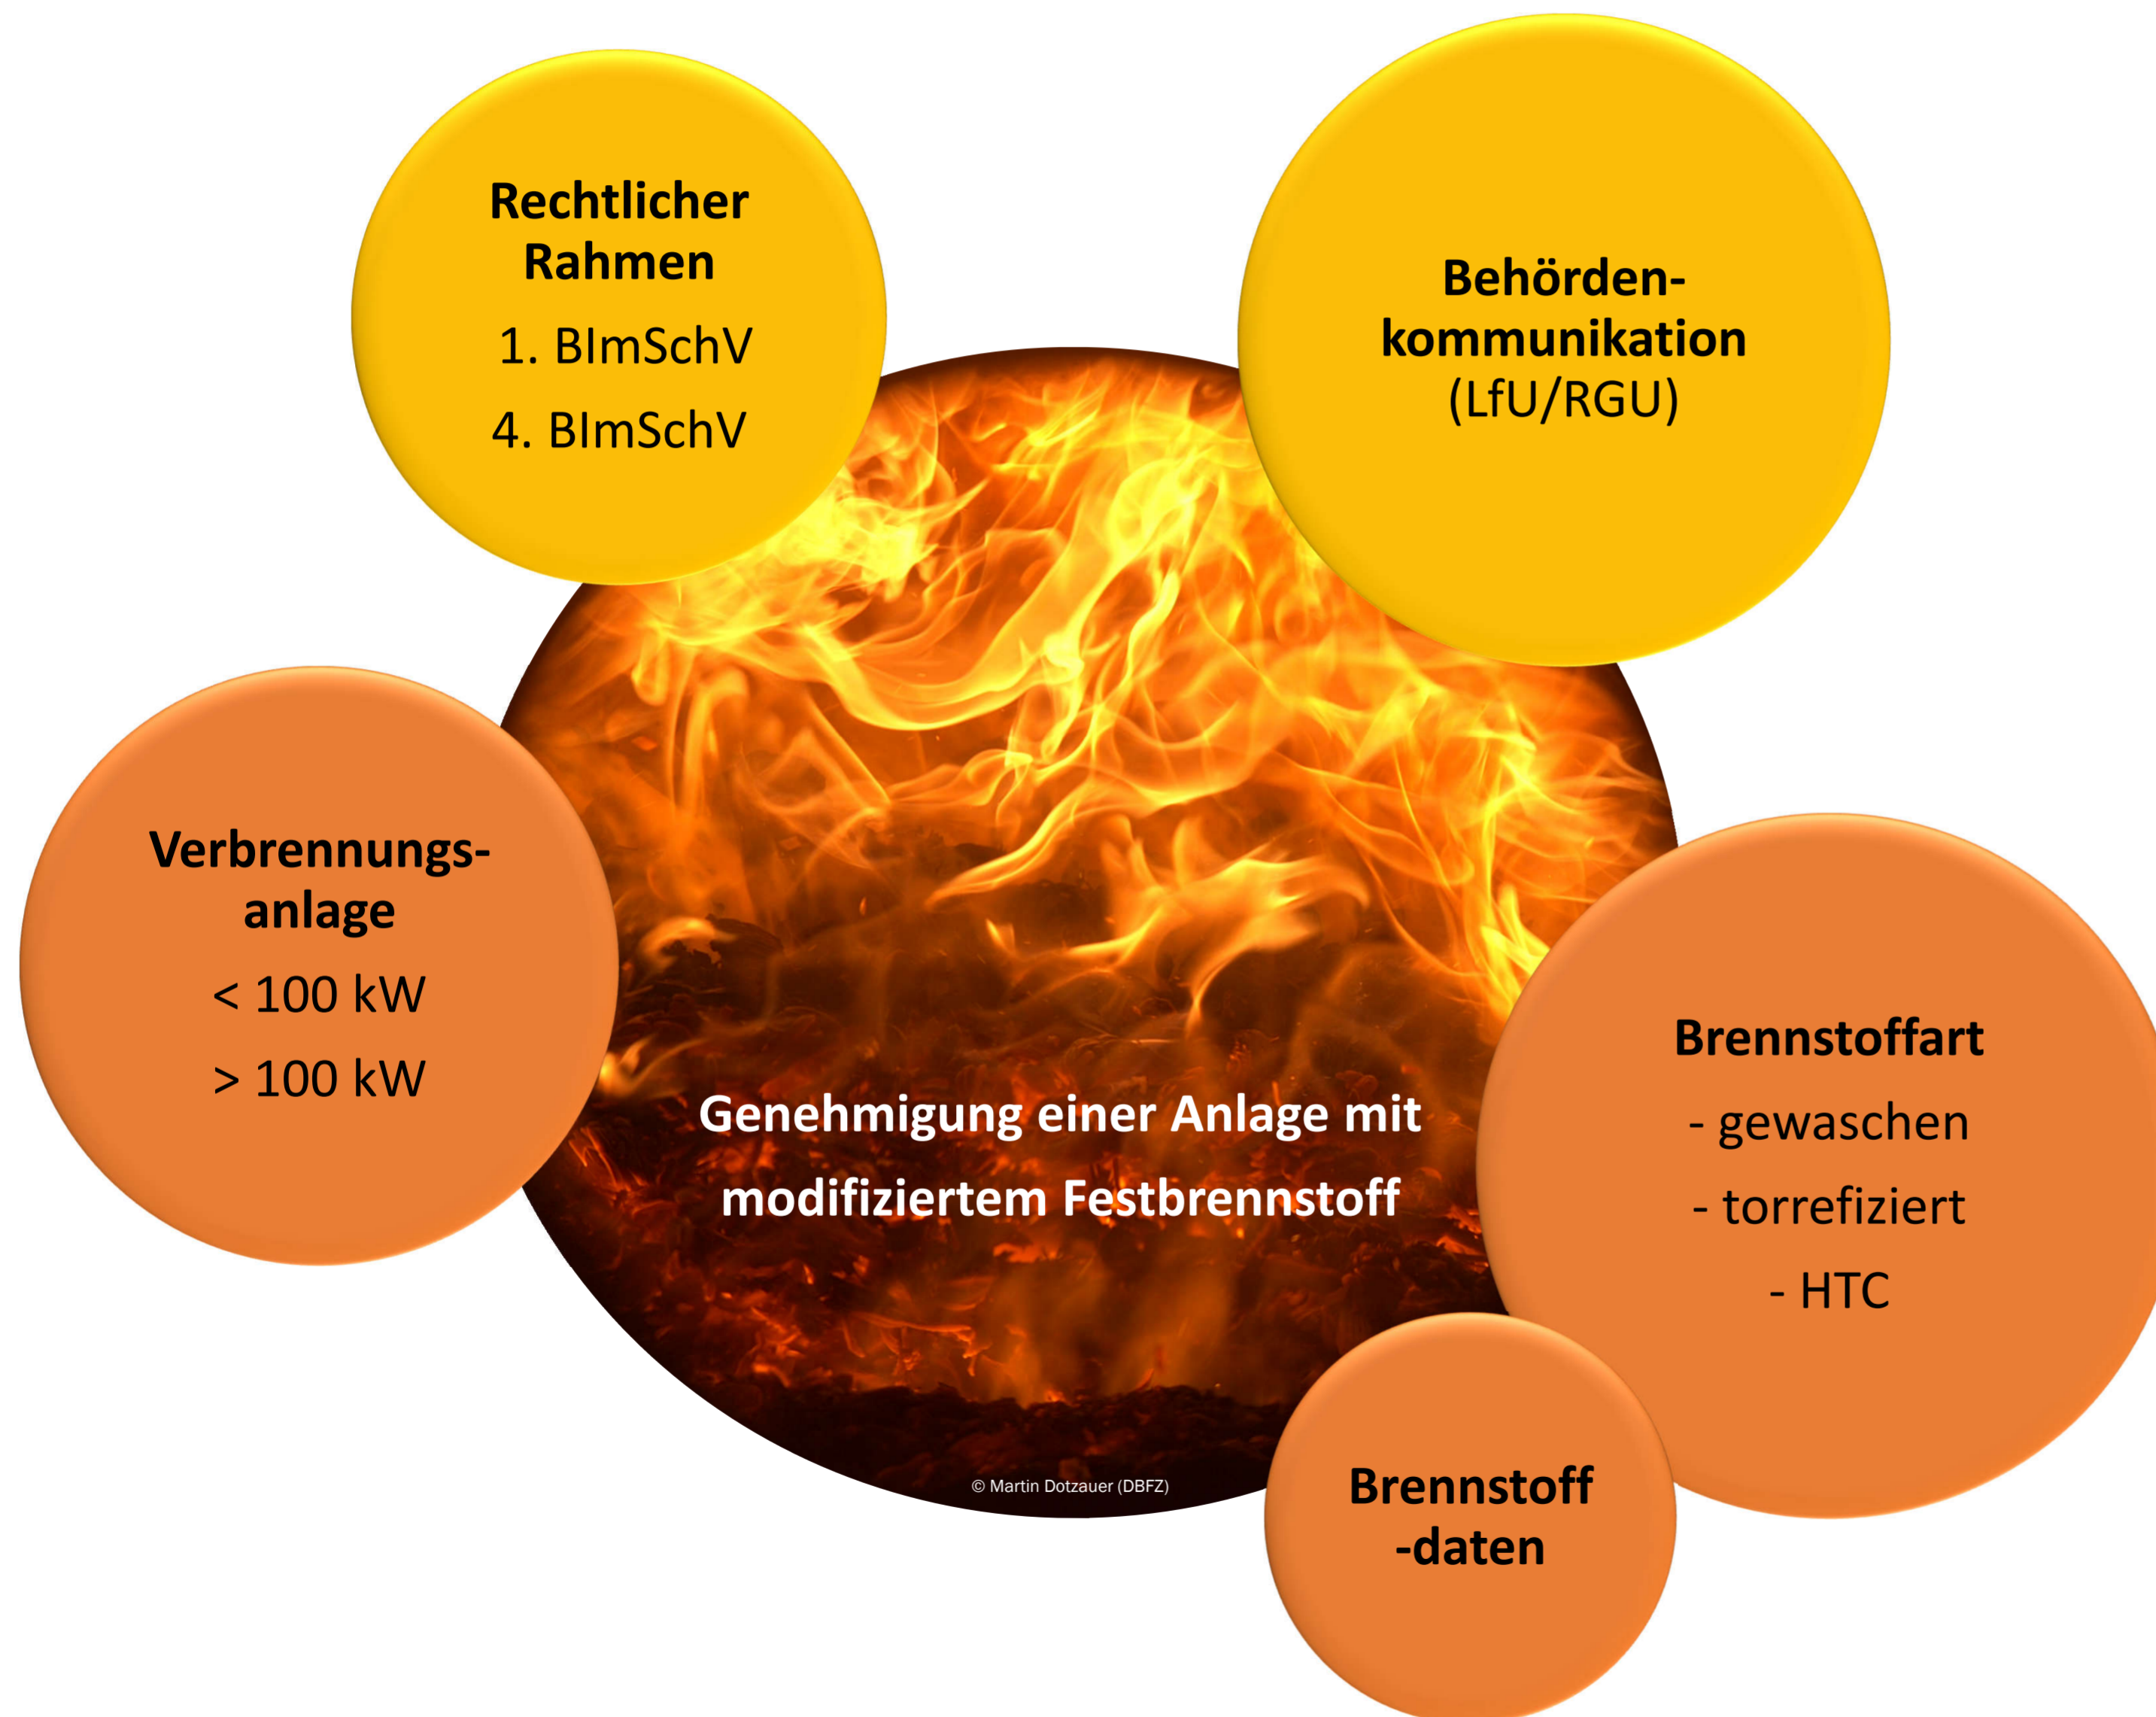 Rechtlicher
Rahmen
1. BImSchV
4. BImSchV
Behörden-
kommunikation
(LfU/RGU)
Verbrennungs-
anlage
< 100 kW
> 100 kW
Brennstoffart
- gewaschen
- torrefiziert
- HTC
Genehmigung einer Anlage mit
modifiziertem Festbrennstoff
Brennstoff
-daten
© Martin Dotzauer (DBFZ)